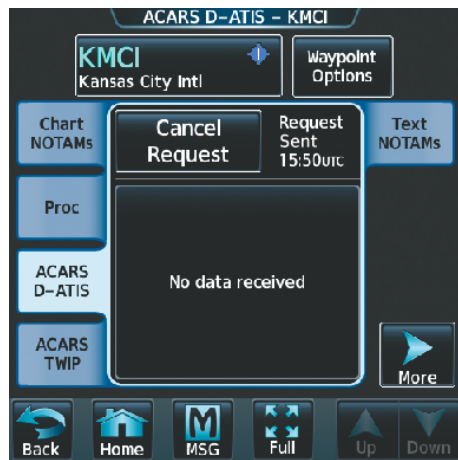 ACARS D–ATIS – KMCI
KMCI
Kansas City Intl
Waypoint
Options
Chart
NOTAMs
Cancel
Request
Request
Sent
15:50UTC
Text
NOTAMs
Proc
ACARS
D–ATIS
No data received
ACARS
TWIP
More
Back
Home
MSG
Full
Up
Down